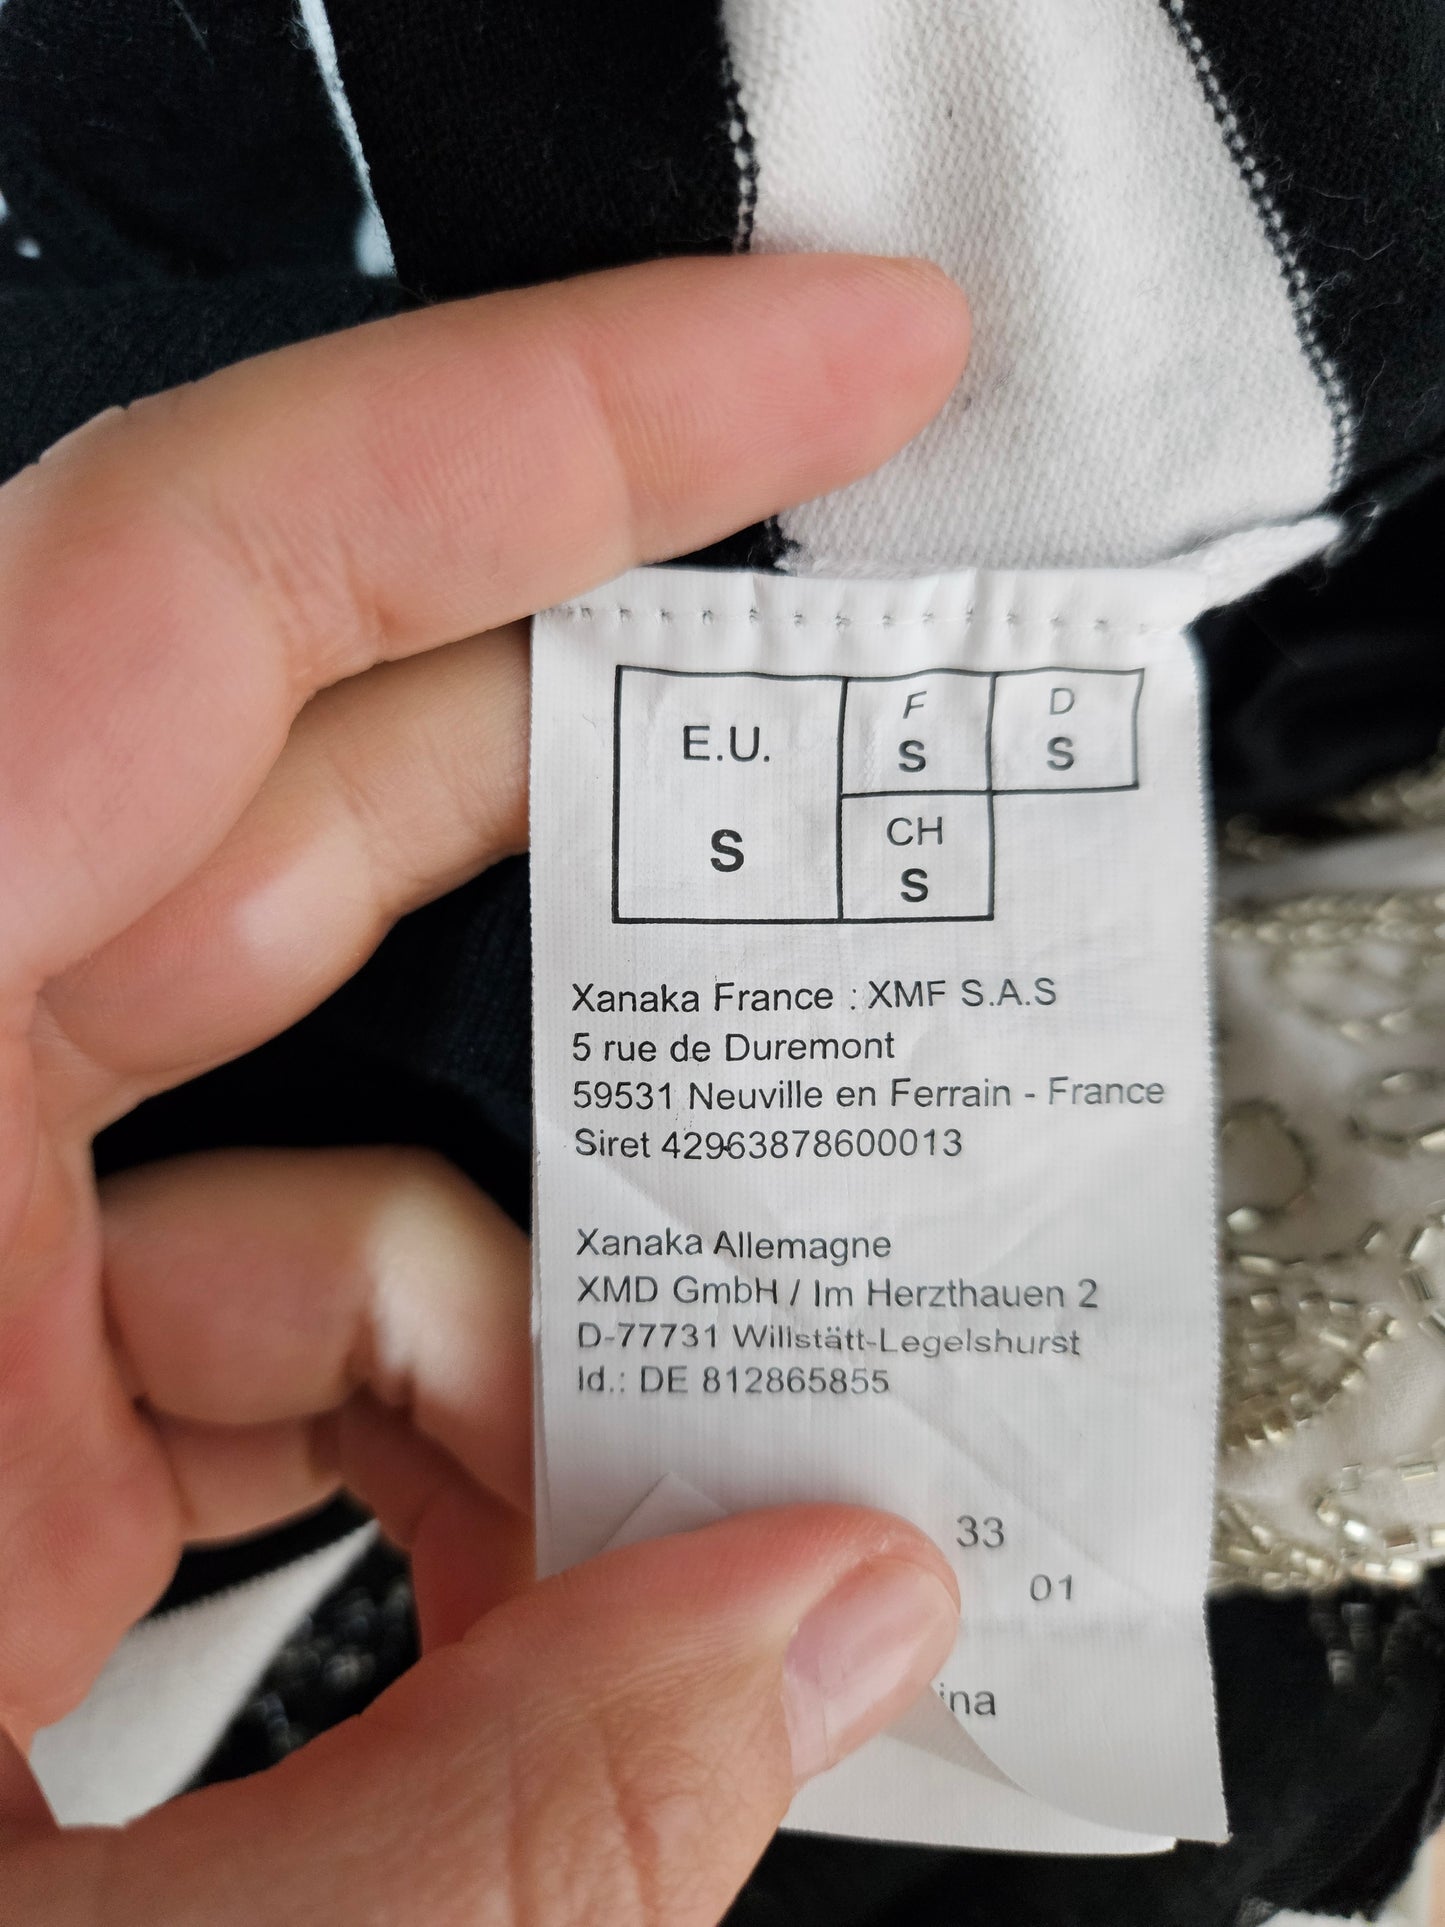 E.U.
S
F
S
D
S
CH
S
Xanaka France : XMF S.A.S
5 rue de Duremont
59531 Neuville en Ferrain - France
Siret 42963878600013
Xanaka Allemagne
XMD GmbH / Im Herzthauen 2
D-77731 Willstätt-Legelshurst
Id.: DE 812865855
33
01